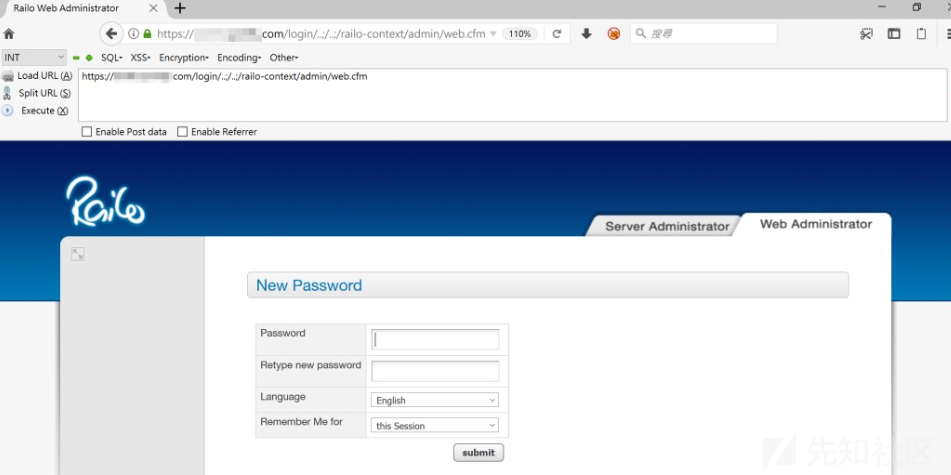 Railo Web Administrator
https:// .com/login/..;/..;/railo-context/admin/web.cfm 110% 搜尋
INT SQL- XSS- Encryption- Encoding- Other-
Load URL (A) https:// com/login/..;/..;/railo-context/admin/web.cfm
Split URL (S)
Execute (X)
Enable Post data Enable Referrer
Railo
Server Administrator Web Administrator
New Password
Password
Retype new password
Language English
Remember Me for this Session
submit
先知社区